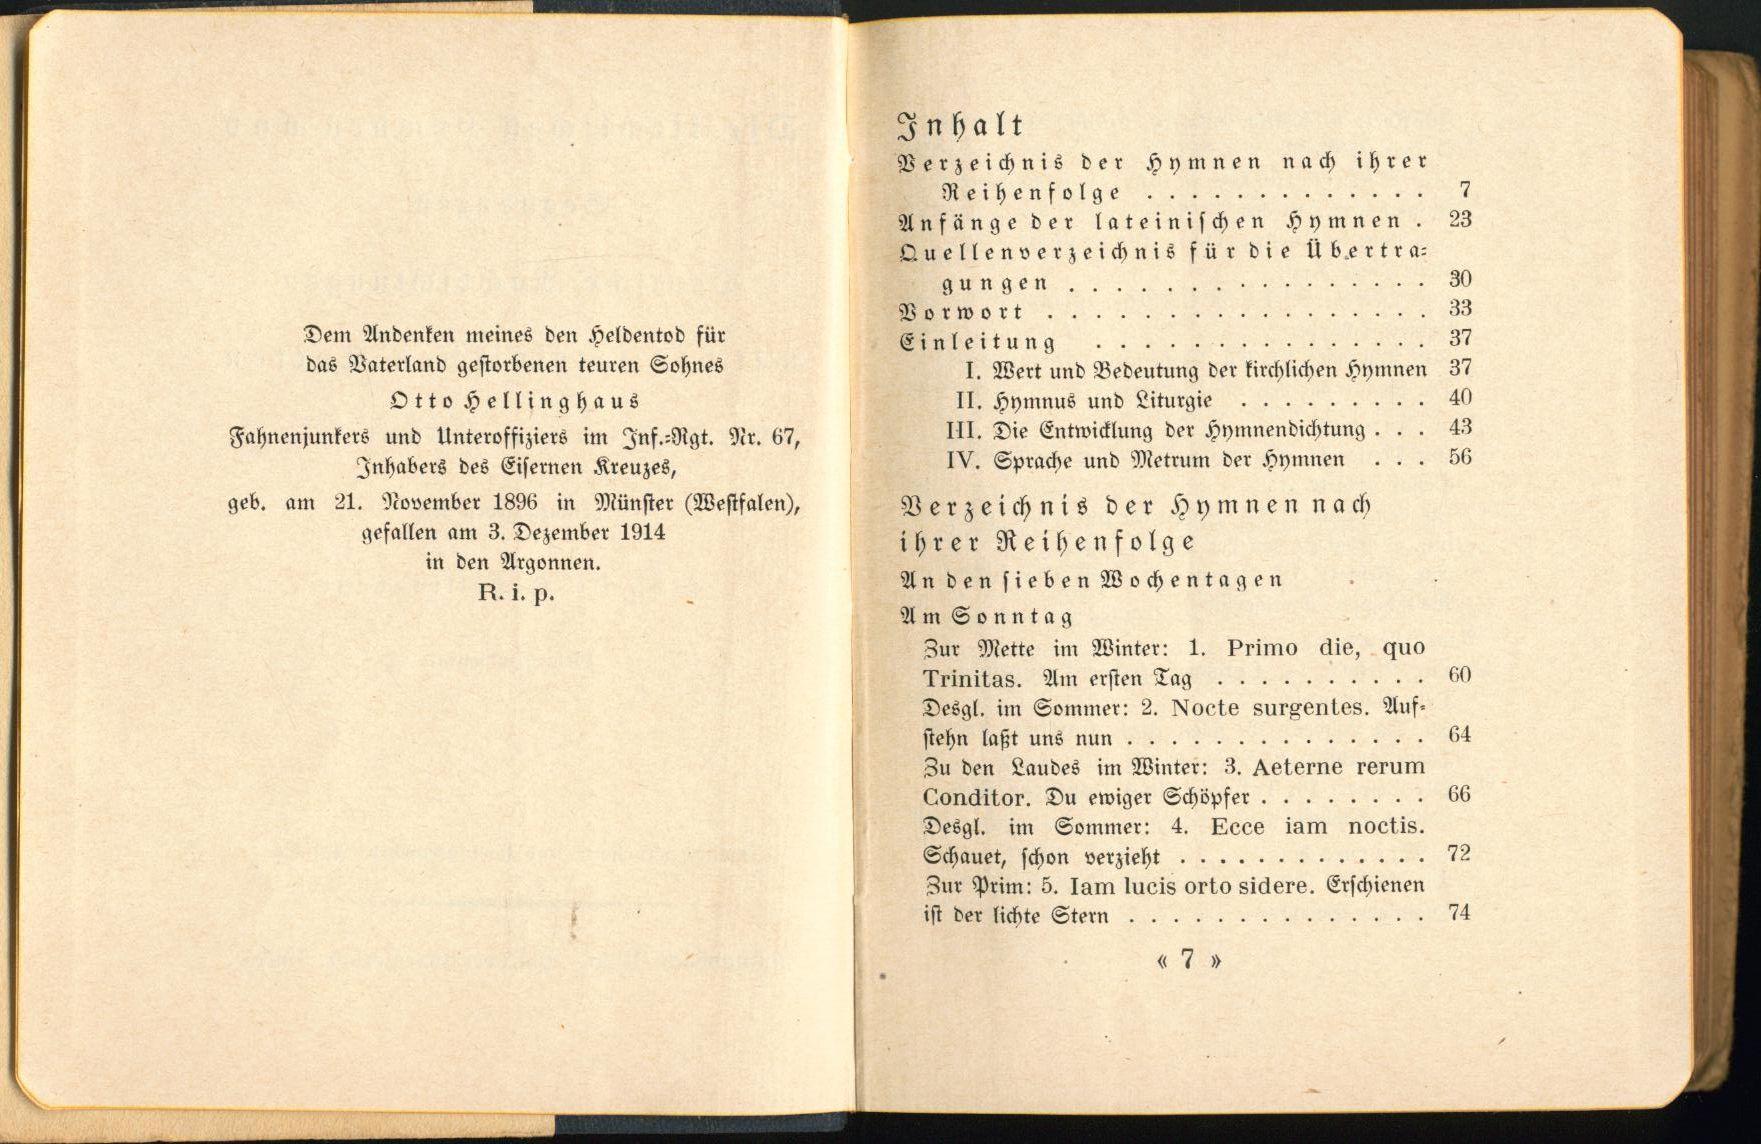 Dem Andenken meines den Heldentod für
das Vaterland gestorbenen teuren Sohnes
Otto Hellinghaus
Fahnenjunkers und Unteroffiziers im Inf.-Rgt. Nr. 67,
Inhabers des Eisernen Kreuzes,
geb. am 21. November 1896 in Münster (Westfalen),
gefallen am 3. Dezember 1914
in den Argonnen.
R. i. p.
Inhalt
Verzeichnis der Hymnen nach ihrer
Reihenfolge . . . . . . . . . . . . . 7
Anfänge der lateinischen Hymnen . 23
Quellenverzeichnis für die Übertra-
gungen . . . . . . . . . . . . . . . . 30
Vorwort . . . . . . . . . . . . . . . . . 33
Einleitung . . . . . . . . . . . . . . . 37
I. Wert und Bedeutung der kirchlichen Hymnen 37
II. Hymnus und Liturgie . . . . . . . . . 40
III. Die Entwicklung der Hymnendichtung . . . 43
IV. Sprache und Metrum der Hymnen . . . 56
Verzeichnis der Hymnen nach
ihrer Reihenfolge
An den sieben Wochentagen
Am Sonntag
Zur Mette im Winter: 1. Primo die, quo
Trinitas. Am ersten Tag . . . . . . . . . . 60
Desgl. im Sommer: 2. Nocte surgentes. Auf-
stehn laßt uns nun . . . . . . . . . . . . . . 64
Zu den Laudes im Winter: 3. Aeterne rerum
Conditor. Du ewiger Schöpfer . . . . . . . . 66
Desgl. im Sommer: 4. Ecce iam noctis.
Schauet, schon verzieht . . . . . . . . . . . . 72
Zur Prim: 5. Iam lucis orto sidere. Erschienen
ist der lichte Stern . . . . . . . . . . . . . . 74
« 7 »